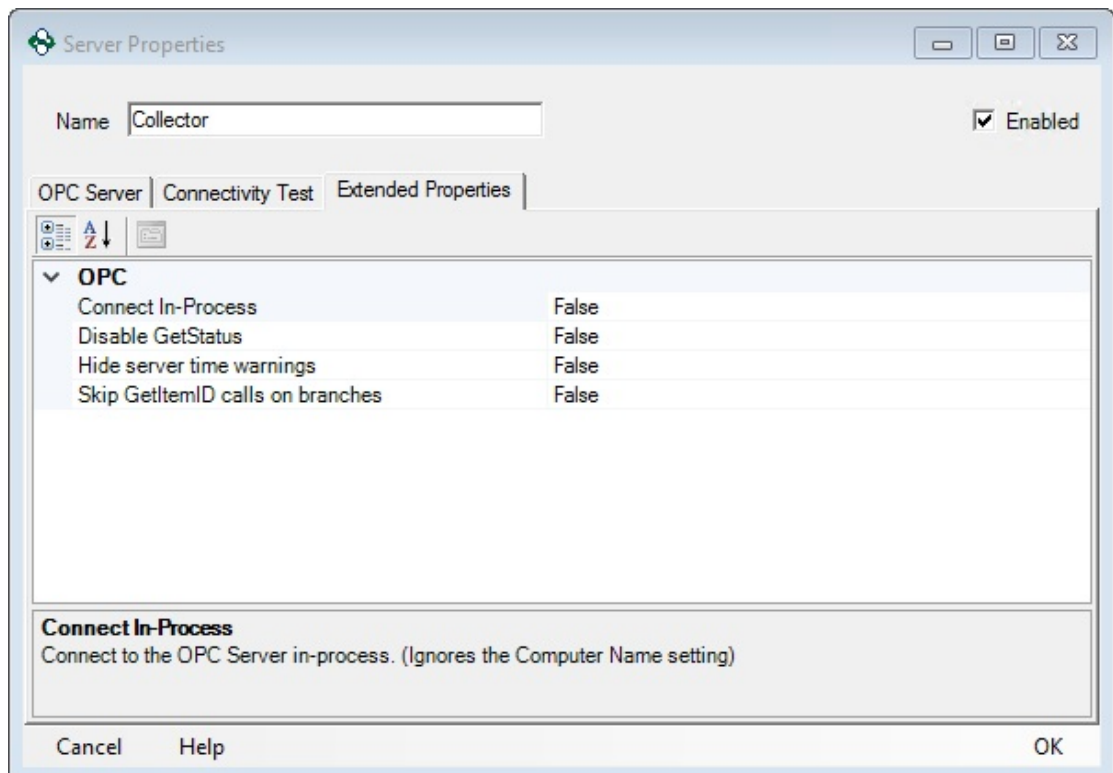 Server Properties
Name Collector Enabled
OPC Server Connectivity Test Extended Properties
A
Z
OPC
Connect In-Process False
Disable GetStatus False
Hide server time warnings False
Skip GetItemID calls on branches False
Connect In-Process
Connect to the OPC Server in-process. (Ignores the Computer Name setting)
Cancel Help OK